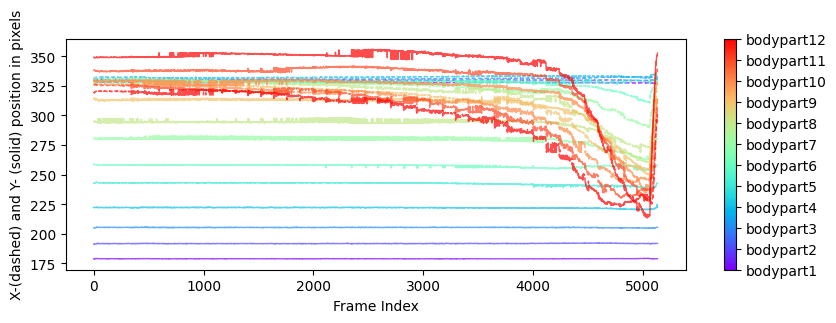 X-(dashed) and Y- (solid) position in pixels
350
325
300
275
250
225
200
175
0
1000
2000
3000
4000
5000
Frame Index
bodypart12
bodypart11
bodypart10
bodypart9
bodypart8
bodypart7
bodypart6
bodypart5
bodypart4
bodypart3
bodypart2
bodypart1